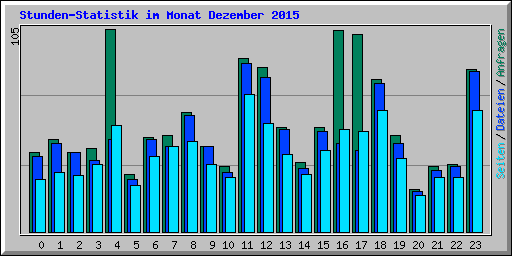 Stunden-Statistik im Monat Dezember 2015
105
Seiten / Dateien / Anfragen
0 1 2 3 4 5 6 7 8 9 10 11 12 13 14 15 16 17 18 19 20 21 22 23